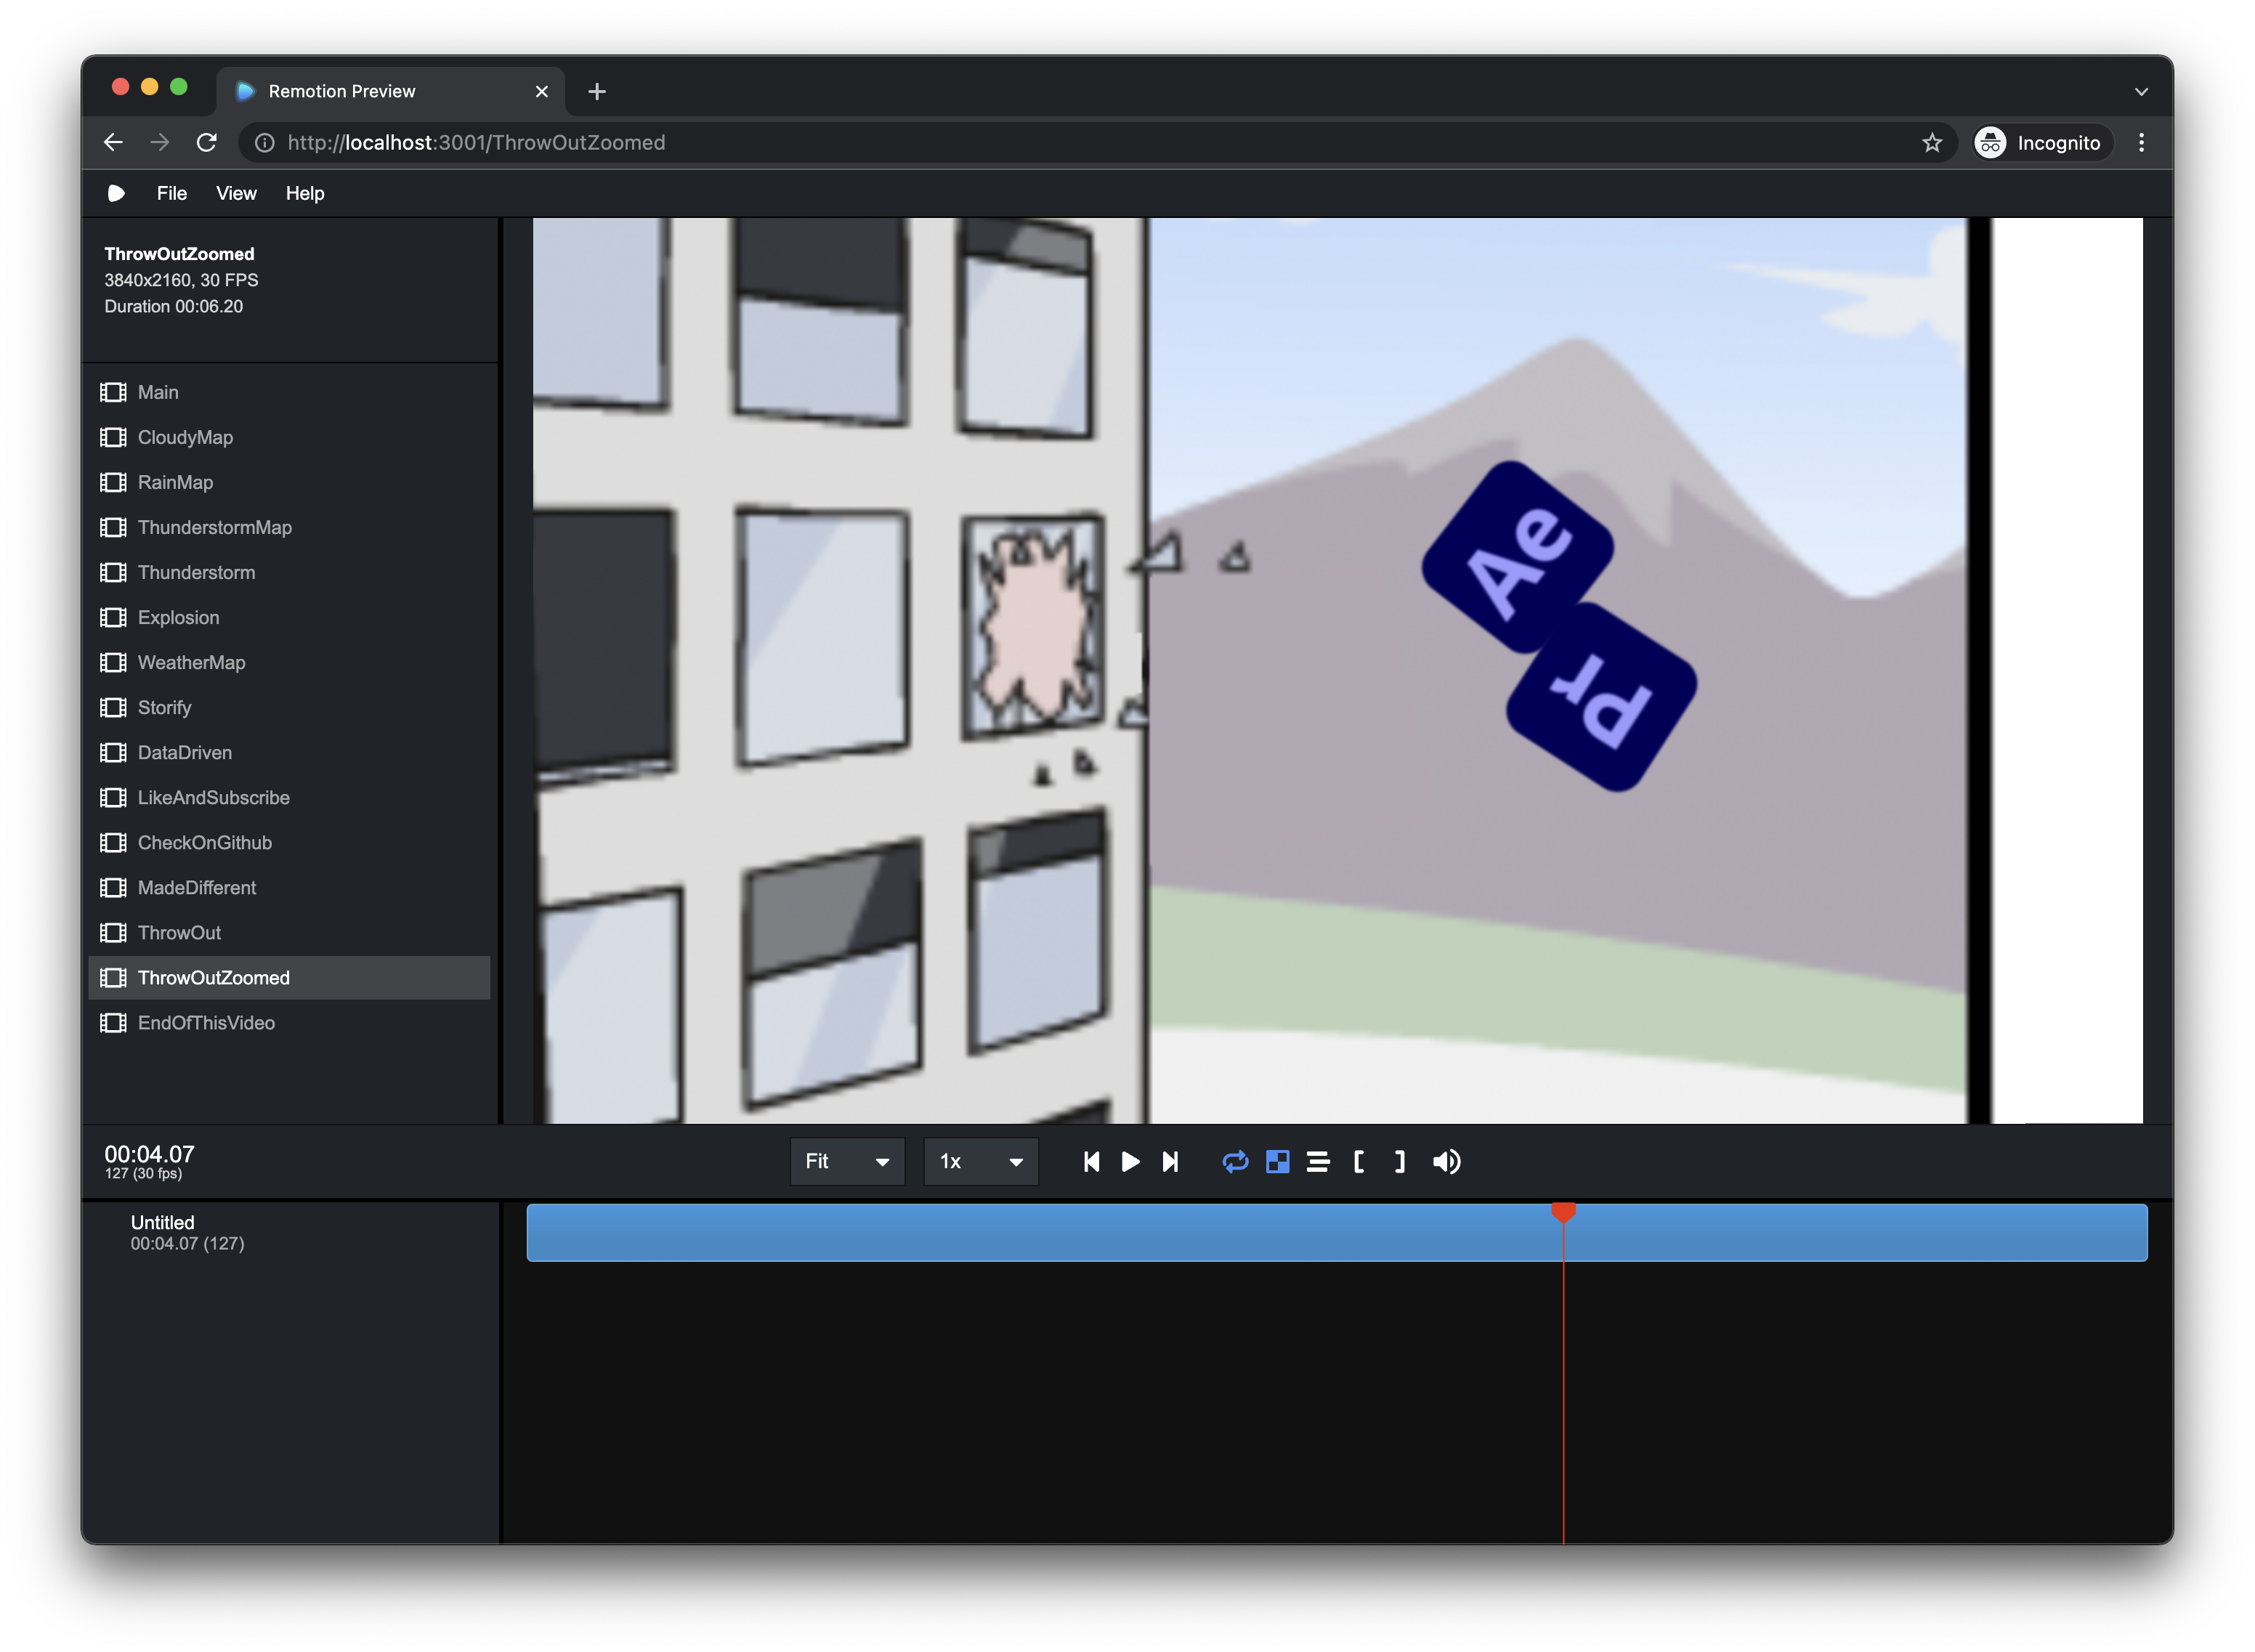 Remotion Preview
http://localhost:3001/ThrowOutZoomed
Incognito
File View Help
ThrowOutZoomed
3840x2160, 30 FPS
Duration 00:06.20
Main
CloudyMap
RainMap
ThunderstormMap
Thunderstorm
Explosion
WeatherMap
Storify
DataDriven
LikeAndSubscribe
CheckOnGithub
MadeDifferent
ThrowOut
ThrowOutZoomed
EndOfThisVideo
Ae
Pr
00:04.07
127 (30 fps)
Fit
1x
Untitled
00:04.07 (127)